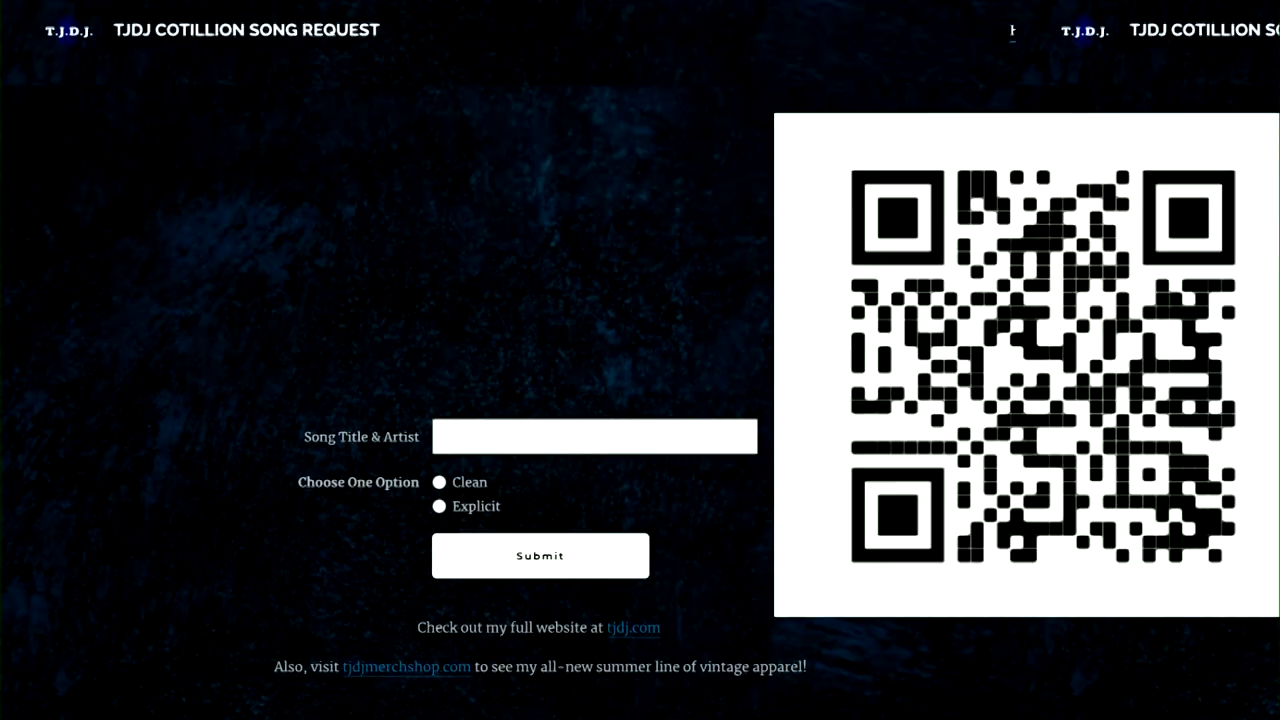 T.J.D.J. TJDJ COTILLION SONG REQUEST
T.J.D.J. TJDJ COTILLION
Song Title & Artist
Choose One Option
Clean
Explicit
Submit
Check out my full website at tjdj.com
Also, visit tjdjmerchshop.com to see my all-new summer line of vintage apparel!